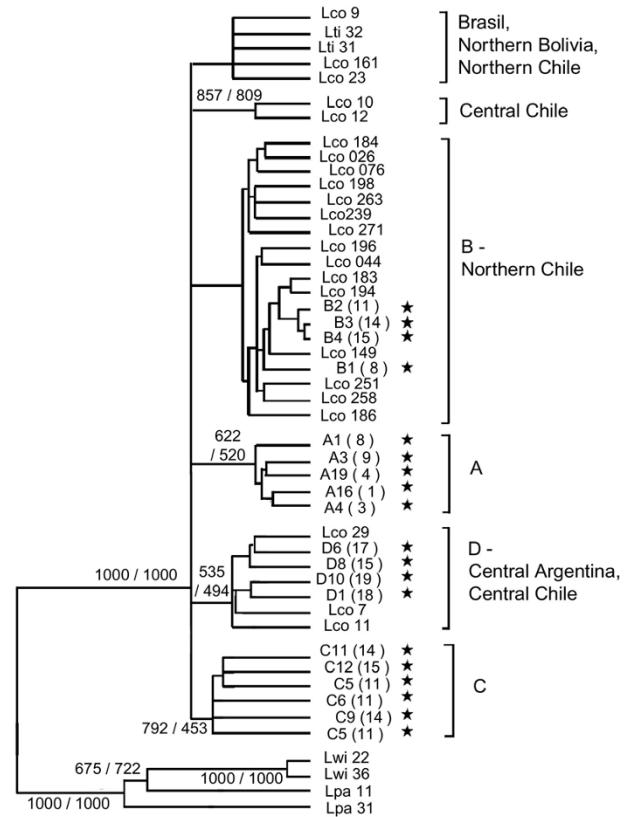 Lco 9
Lti 32
Lti 31
Lco 161
Lco 23
Brasil,
Northern Bolivia,
Northern Chile
857 / 809
Lco 10
Lco 12
Central Chile
Lco 184
Lco 026
Lco 076
Lco 198
Lco 263
Lco239
Lco 271
Lco 196
Lco 044
Lco 183
Lco 194
B2 (11) ★
B3 (14) ★
B4 (15) ★
Lco 149
B1 ( 8 ) ★
Lco 251
Lco 258
Lco 186
B -
Northern Chile
622
/ 520
A1 ( 8 ) ★
A3 ( 9 ) ★
A19 ( 4 ) ★
A16 ( 1 ) ★
A4 ( 3 ) ★
A
1000 / 1000
535
/ 494
Lco 29
D6 (17) ★
D8 (15) ★
D10 (19) ★
D1 (18) ★
Lco 7
Lco 11
D -
Central Argentina,
Central Chile
792 / 453
C11 (14) ★
C12 (15) ★
C5 (11) ★
C6 (11) ★
C9 (14) ★
C5 (11) ★
C
675 / 722
1000 / 1000
1000 / 1000
Lwi 22
Lwi 36
Lpa 11
Lpa 31